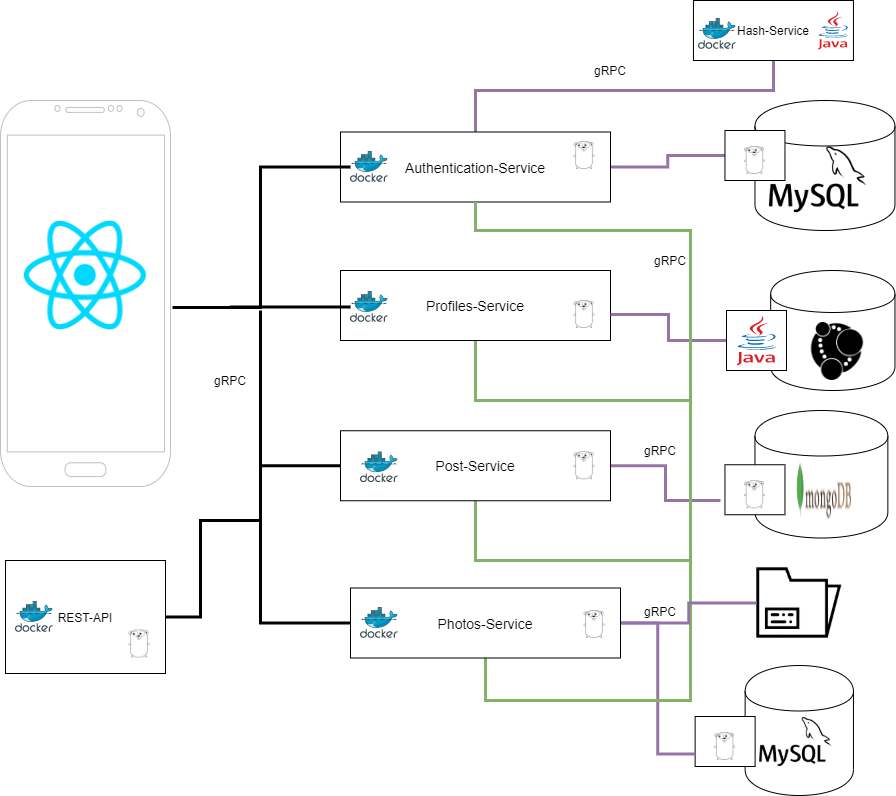 docker
Hash-Service
Java
gRPC
docker
Authentication-Service
MySQL
gRPC
docker
Profiles-Service
Java
gRPC
docker
Post-Service
gRPC
mongoDB
docker
REST-API
docker
Photos-Service
gRPC
MySQL